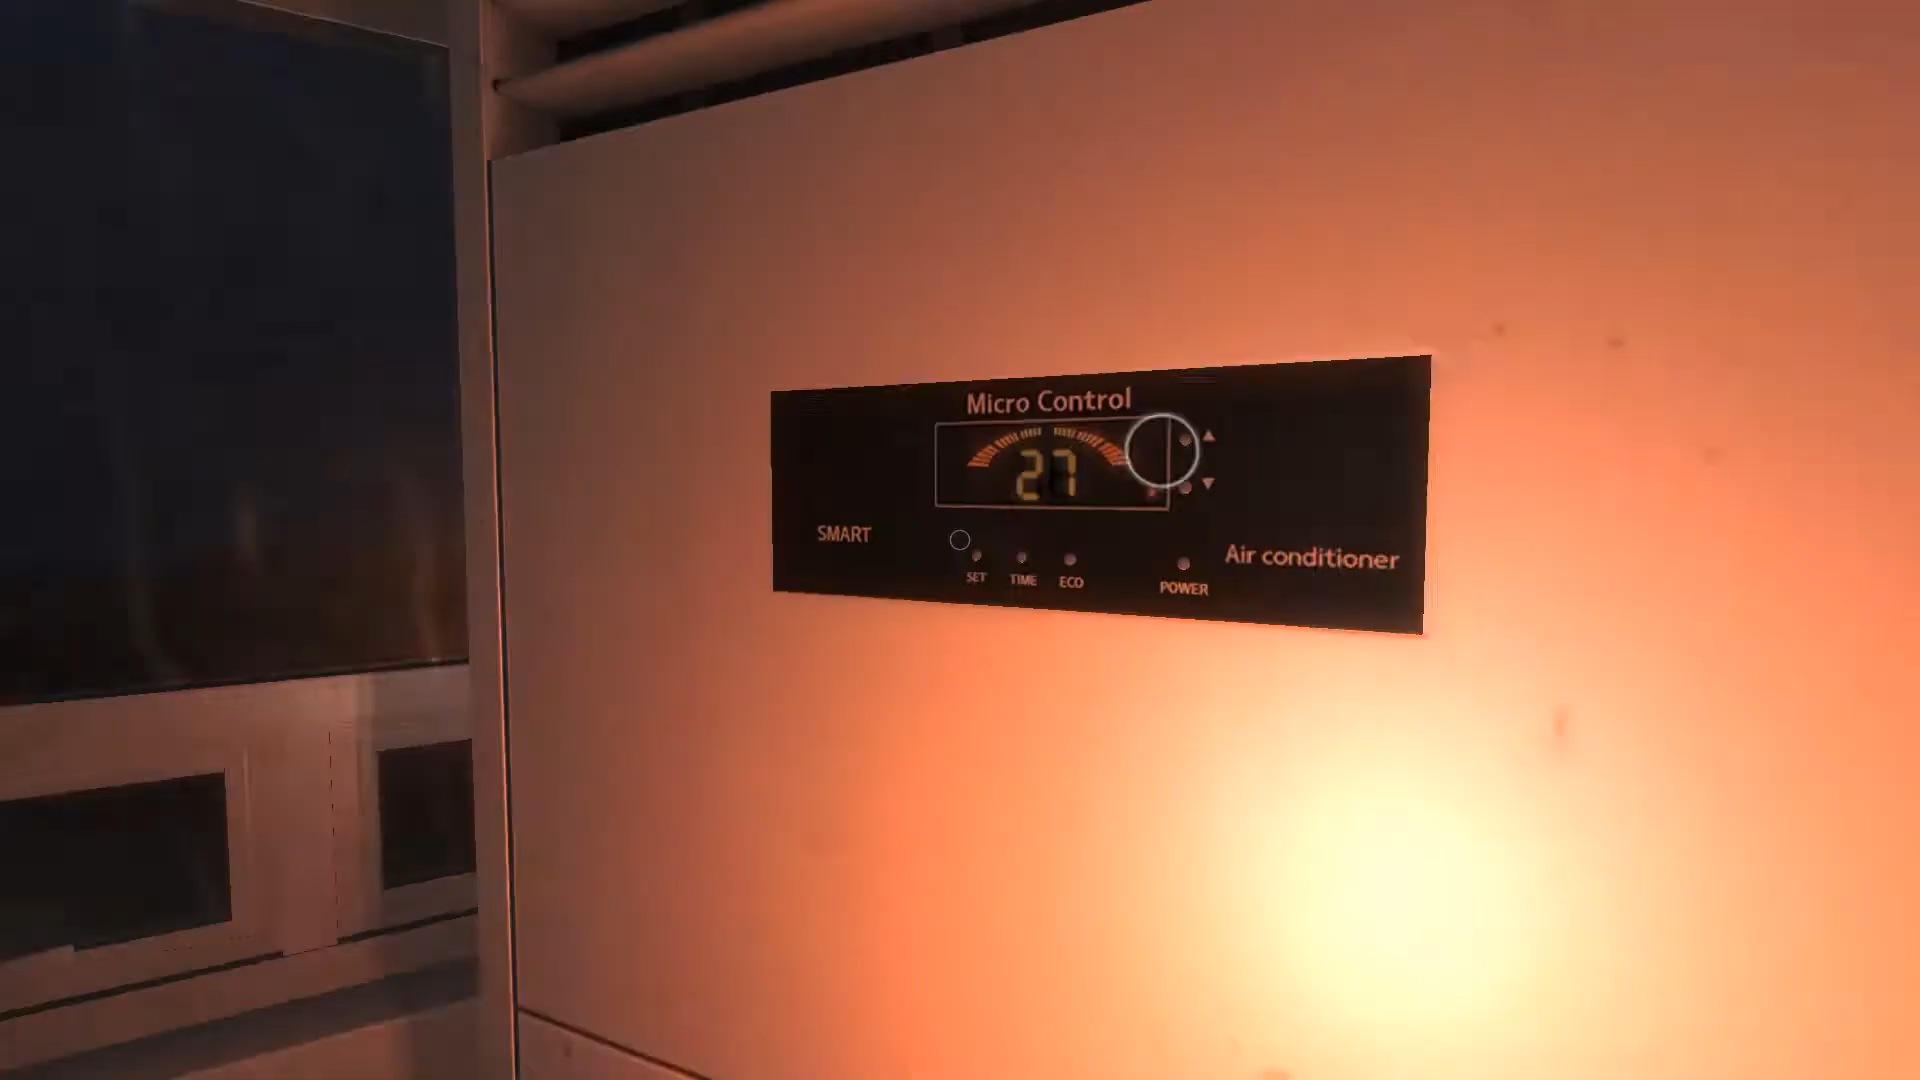 Micro Control
▲
27
▼
SMART
Air conditioner
SET TIME ECO POWER